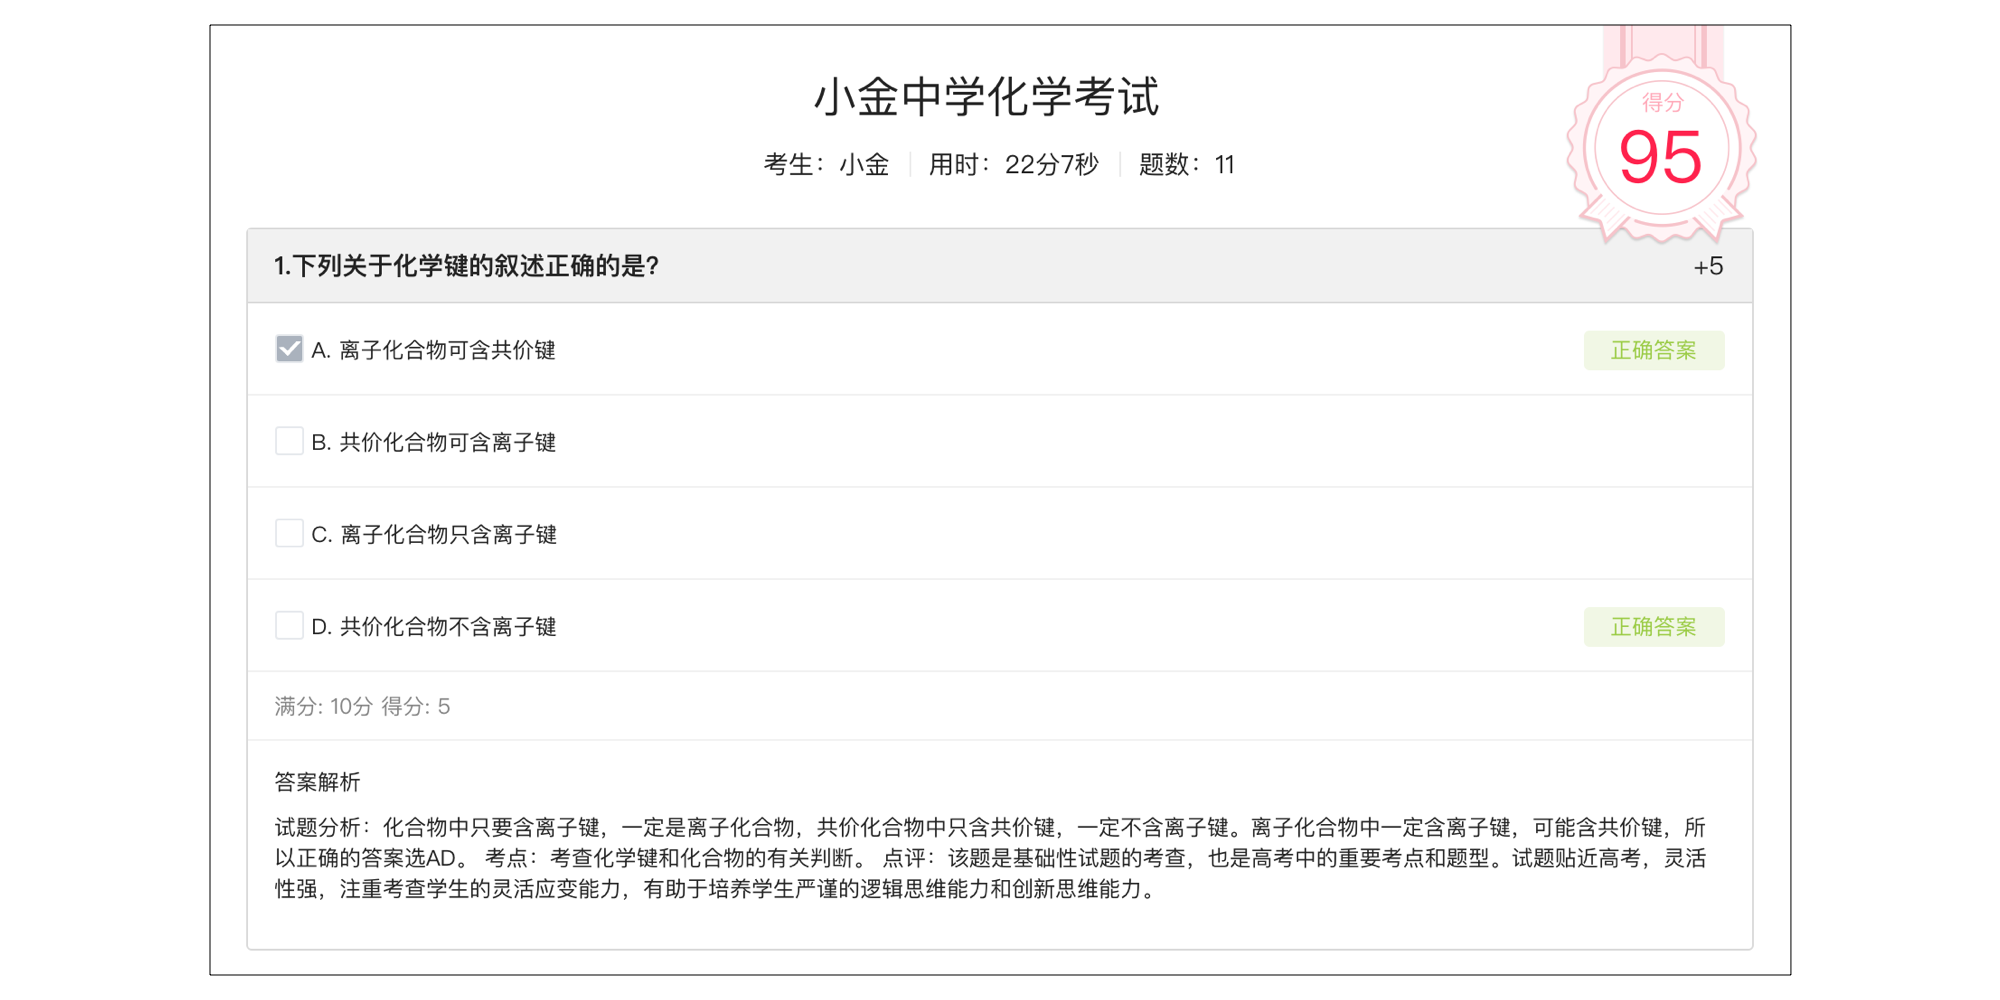 小金中学化学考试
考生：小金 用时：22分7秒 题数：11
得分
95
1.下列关于化学键的叙述正确的是?
+5
A. 离子化合物可含共价键
正确答案
B. 共价化合物可含离子键
C. 离子化合物只含离子键
D. 共价化合物不含离子键
正确答案
满分: 10分 得分: 5
答案解析
试题分析：化合物中只要含离子键，一定是离子化合物，共价化合物中只含共价键，一定不含离子键。离子化合物中一定含离子键，可能含共价键，所
以正确的答案选AD。 考点：考查化学键和化合物的有关判断。 点评：该题是基础性试题的考查，也是高考中的重要考点和题型。试题贴近高考，灵活
性强，注重考查学生的灵活应变能力，有助于培养学生严谨的逻辑思维能力和创新思维能力。